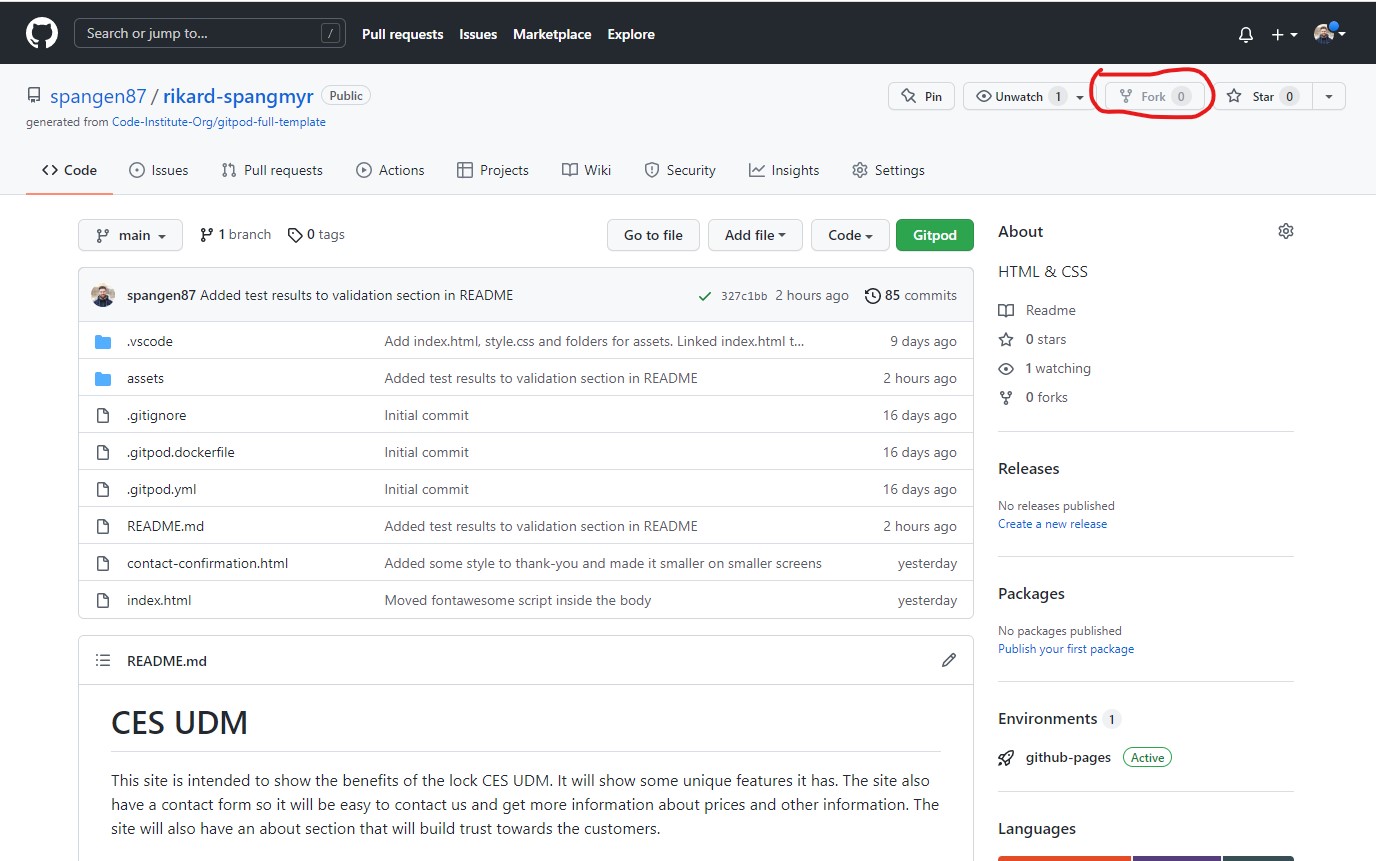 Search or jump to... /
Pull requests Issues Marketplace Explore
spangen87 / rikard-spangmyr Public
Pin Unwatch 1 Fork 0 Star 0
generated from Code-Institute-Org/gitpod-full-template
Code Issues Pull requests Actions Projects Wiki Security Insights Settings
main 1 branch 0 tags Go to file Add file Code Gitpod
spangen87 Added test results to validation section in README 327c1bb 2 hours ago 85 commits
.vscode Add index.html, style.css and folders for assets. Linked index.html t... 9 days ago
assets Added test results to validation section in README 2 hours ago
.gitignore Initial commit 16 days ago
.gitpod.dockerfile Initial commit 16 days ago
.gitpod.yml Initial commit 16 days ago
README.md Added test results to validation section in README 2 hours ago
contact-confirmation.html Added some style to thank-you and made it smaller on smaller screens yesterday
index.html Moved fontawesome script inside the body yesterday
README.md
CES UDM
This site is intended to show the benefits of the lock CES UDM. It will show some unique features it has. The site also
have a contact form so it will be easy to contact us and get more information about prices and other information. The
site will also have an about section that will build trust towards the customers.
About
HTML & CSS
Readme
0 stars
1 watching
0 forks
Releases
No releases published
Create a new release
Packages
No packages published
Publish your first package
Environments 1
github-pages Active
Languages